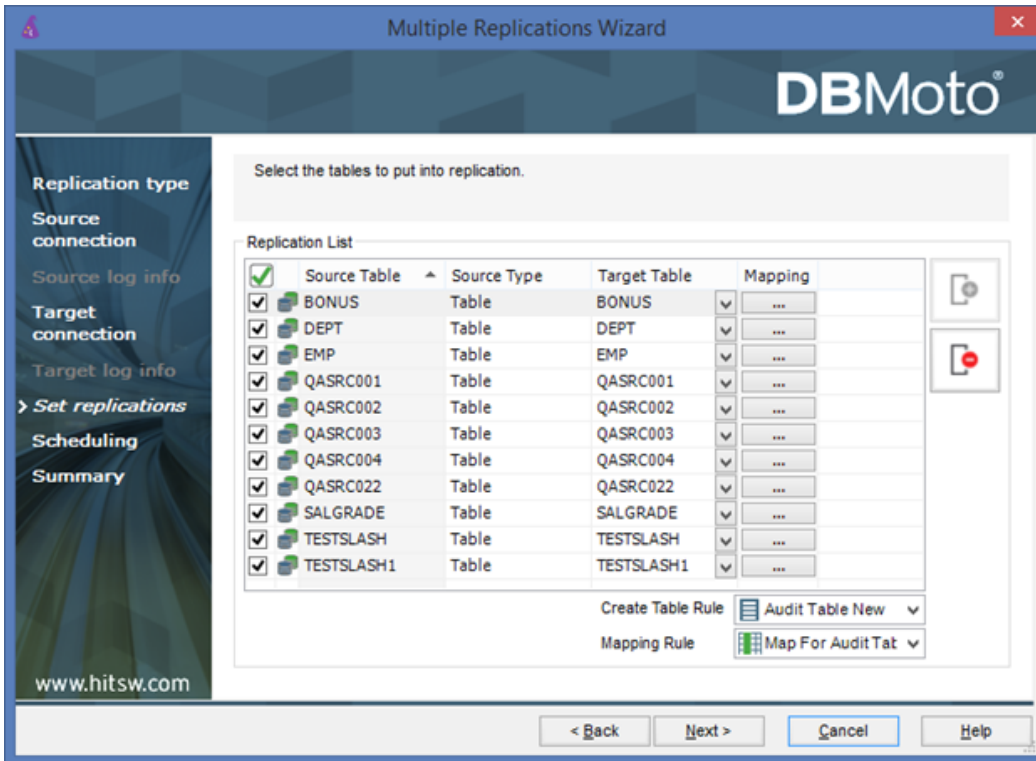 Multiple Replications Wizard
DBMoto®
Replication type
Source
connection
Source log info
Target
connection
Target log info
> Set replications
Scheduling
Summary
www.hitsw.com
Select the tables to put into replication.
Replication List
Source Table Source Type Target Table Mapping
BONUS Table BONUS ...
DEPT Table DEPT ...
EMP Table EMP ...
QASRC001 Table QASRC001 ...
QASRC002 Table QASRC002 ...
QASRC003 Table QASRC003 ...
QASRC004 Table QASRC004 ...
QASRC022 Table QASRC022 ...
SALGRADE Table SALGRADE ...
TESTSLASH Table TESTSLASH ...
TESTSLASH1 Table TESTSLASH1 ...
Create Table Rule Audit Table New
Mapping Rule Map For Audit Tab
< Back Next > Cancel Help